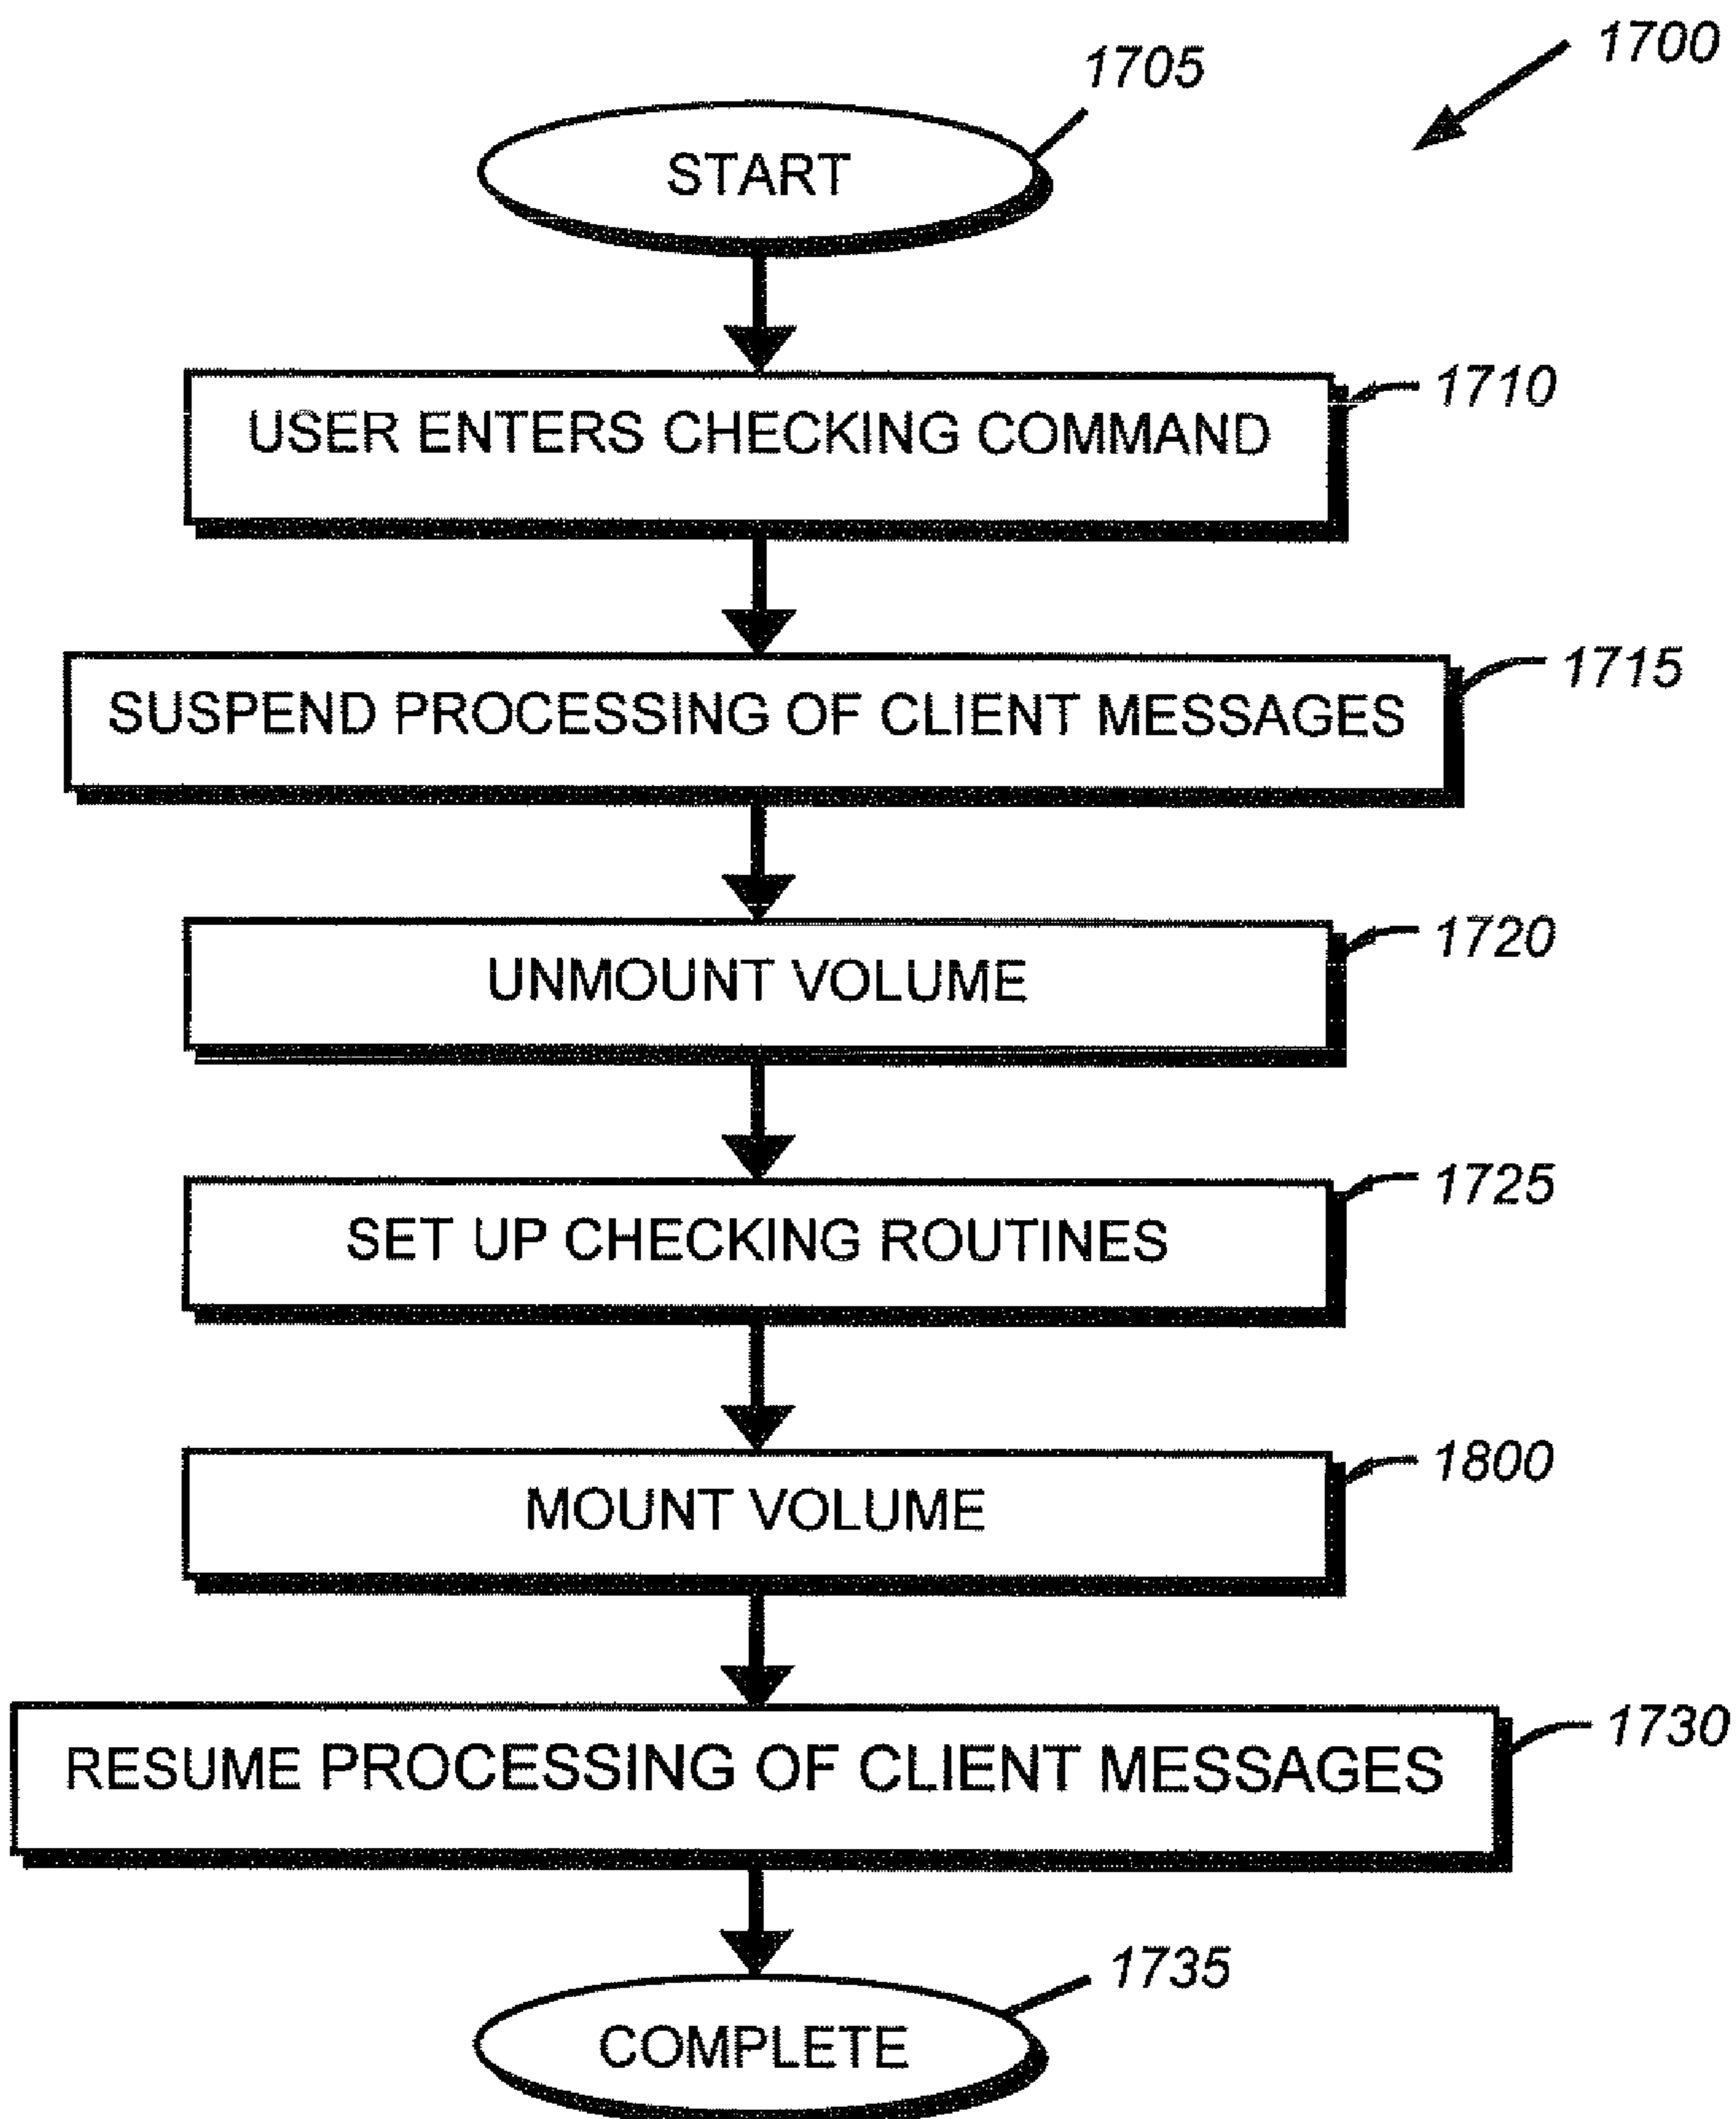 1700
1705
START
1710
USER ENTERS CHECKING COMMAND
1715
SUSPEND PROCESSING OF CLIENT MESSAGES
1720
UNMOUNT VOLUME
1725
SET UP CHECKING ROUTINES
1800
MOUNT VOLUME
1730
RESUME PROCESSING OF CLIENT MESSAGES
1735
COMPLETE